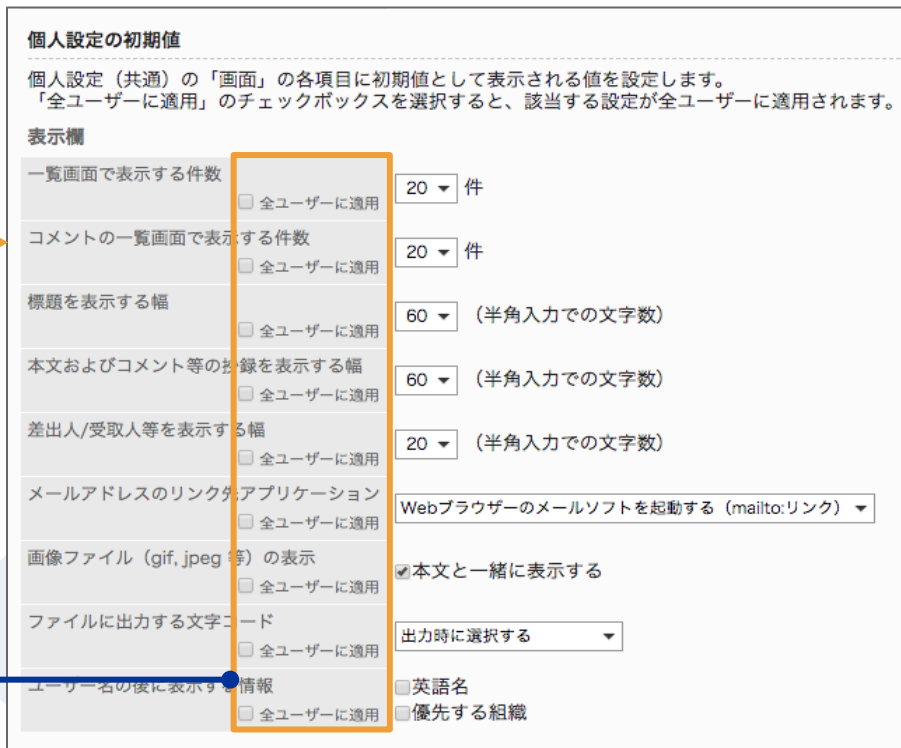 個人設定の初期値
個人設定（共通）の「画面」の各項目に初期値として表示される値を設定します。
「全ユーザーに適用」のチェックボックスを選択すると、該当する設定が全ユーザーに適用されます。
表示欄
一覧画面で表示する件数
全ユーザーに適用
20 件
コメントの一覧画面で表示する件数
全ユーザーに適用
20 件
標題を表示する幅
全ユーザーに適用
60 （半角入力での文字数）
本文およびコメント等の抄録を表示する幅
全ユーザーに適用
60 （半角入力での文字数）
差出人/受取人等を表示する幅
全ユーザーに適用
20 （半角入力での文字数）
メールアドレスのリンク先アプリケーション
全ユーザーに適用
Webブラウザーのメールソフトを起動する（mailto:リンク）
画像ファイル（gif, jpeg 等）の表示
全ユーザーに適用
本文と一緒に表示する
ファイルに出力する文字コード
全ユーザーに適用
出力時に選択する
ユーザー名の後に表示する情報
全ユーザーに適用
英語名
優先する組織